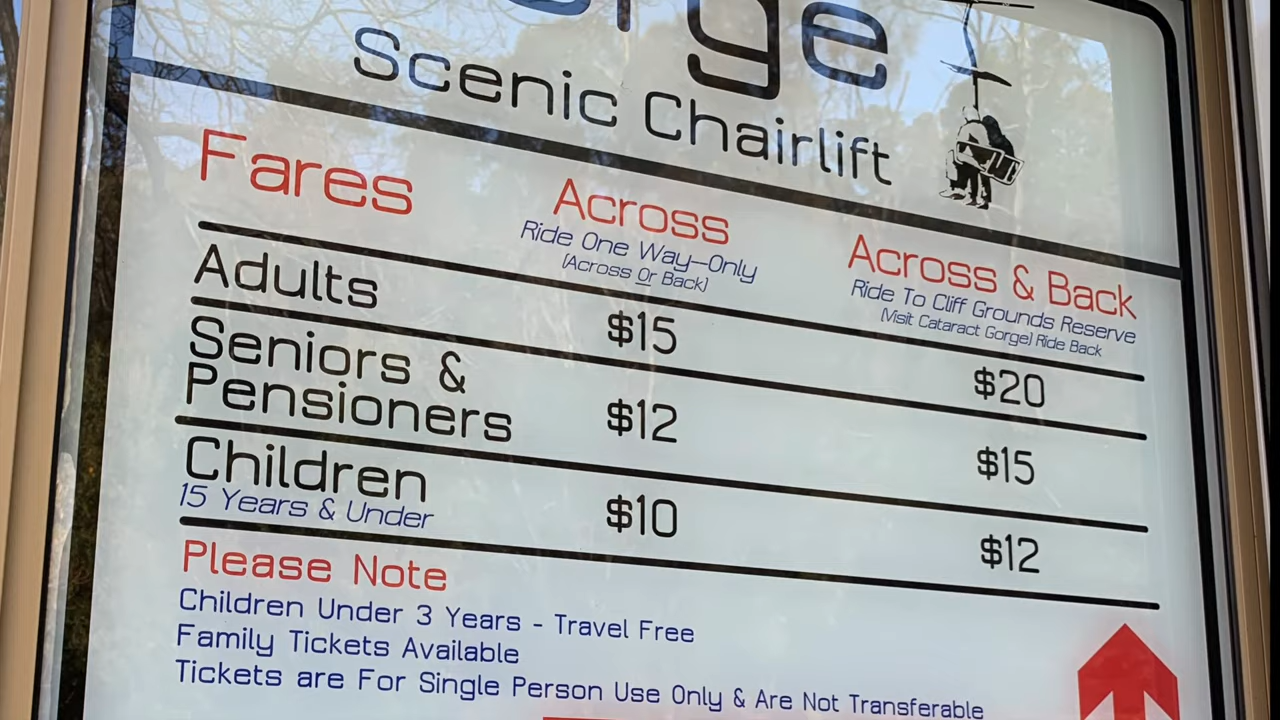 Scenic Chairlift
Fares
Across
Ride One Way-Only
(Across Or Back)
Across & Back
Ride To Cliff Grounds Reserve
(Visit Cataract Gorge) Ride Back
Adults $15 $20
Seniors &
Pensioners $12 $15
Children $10 $12
15 Years & Under
Please Note
Children Under 3 Years - Travel Free
Family Tickets Available
Tickets are For Single Person Use Only & Are Not Transferable